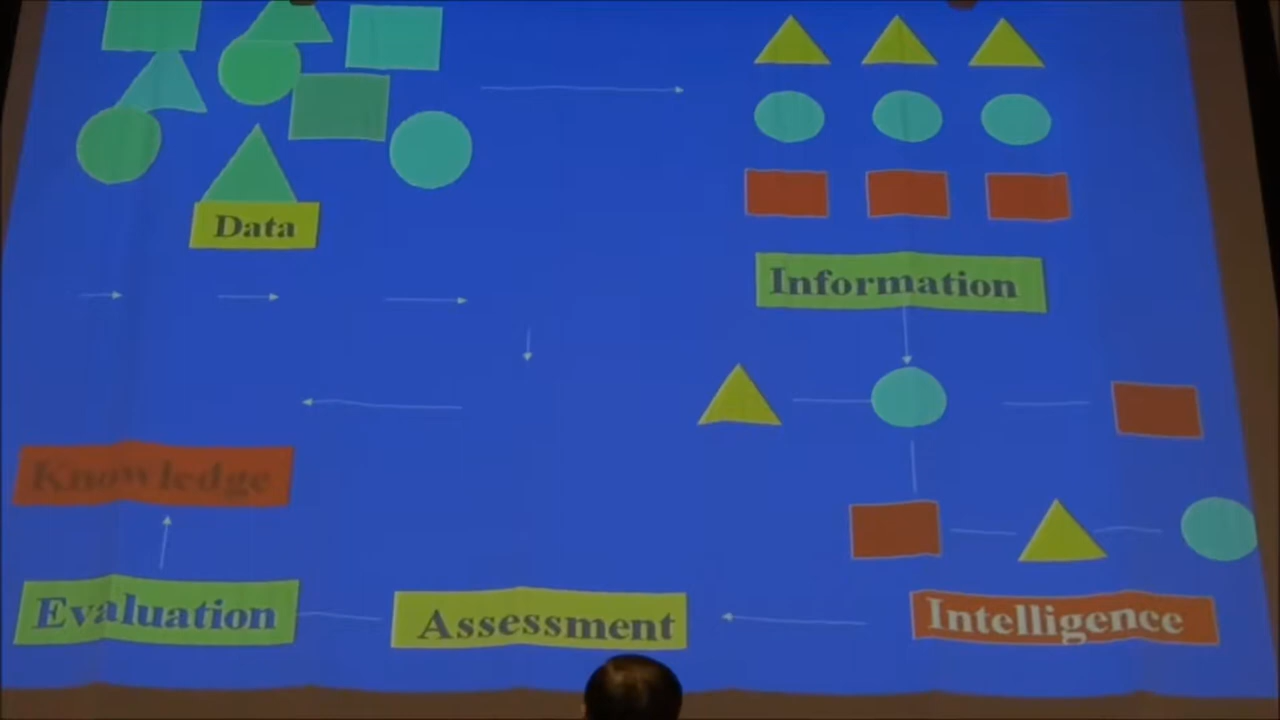 Data
Information
Knowledge
Evaluation
Assessment
Intelligence